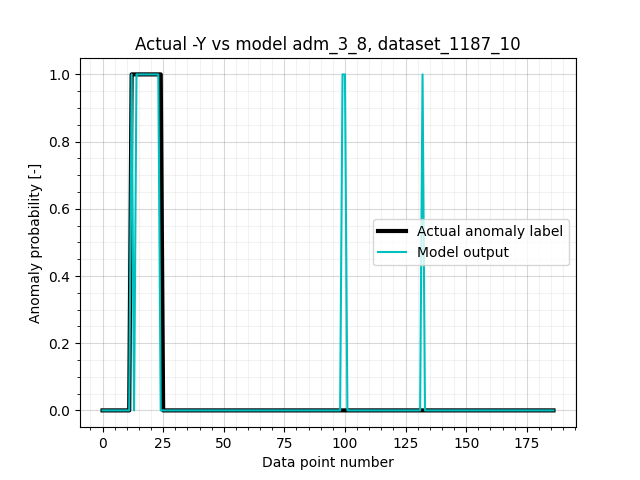 Actual -Y vs model adm_3_8, dataset_1187_10
1.0
0.8
0.6
0.4
0.2
0.0
Anomaly probability [-]
Actual anomaly label
Model output
0 25 50 75 100 125 150 175
Data point number